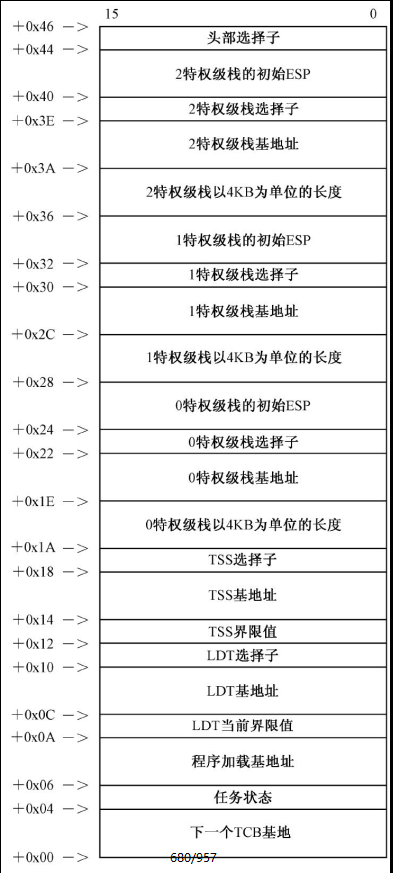 15 0
+0x46 —>
头部选择子
+0x44 —>
2特权级栈的初始ESP
+0x40 —>
2特权级栈选择子
+0x3E —>
2特权级栈基地址
+0x3A —>
2特权级栈以4KB为单位的长度
+0x36 —>
1特权级栈的初始ESP
+0x32 —>
1特权级栈选择子
+0x30 —>
1特权级栈基地址
+0x2C —>
1特权级栈以4KB为单位的长度
+0x28 —>
0特权级栈的初始ESP
+0x24 —>
0特权级栈选择子
+0x22 —>
0特权级栈基地址
+0x1E —>
0特权级栈以4KB为单位的长度
+0x1A —>
TSS选择子
+0x18 —>
TSS基地址
+0x14 —>
TSS界限值
+0x12 —>
LDT选择子
+0x10 —>
LDT基地址
+0x0C —>
LDT当前界限值
+0x0A —>
程序加载基地址
+0x06 —>
任务状态
+0x04 —>
下一个TCB基地
+0x00 —>
680/957